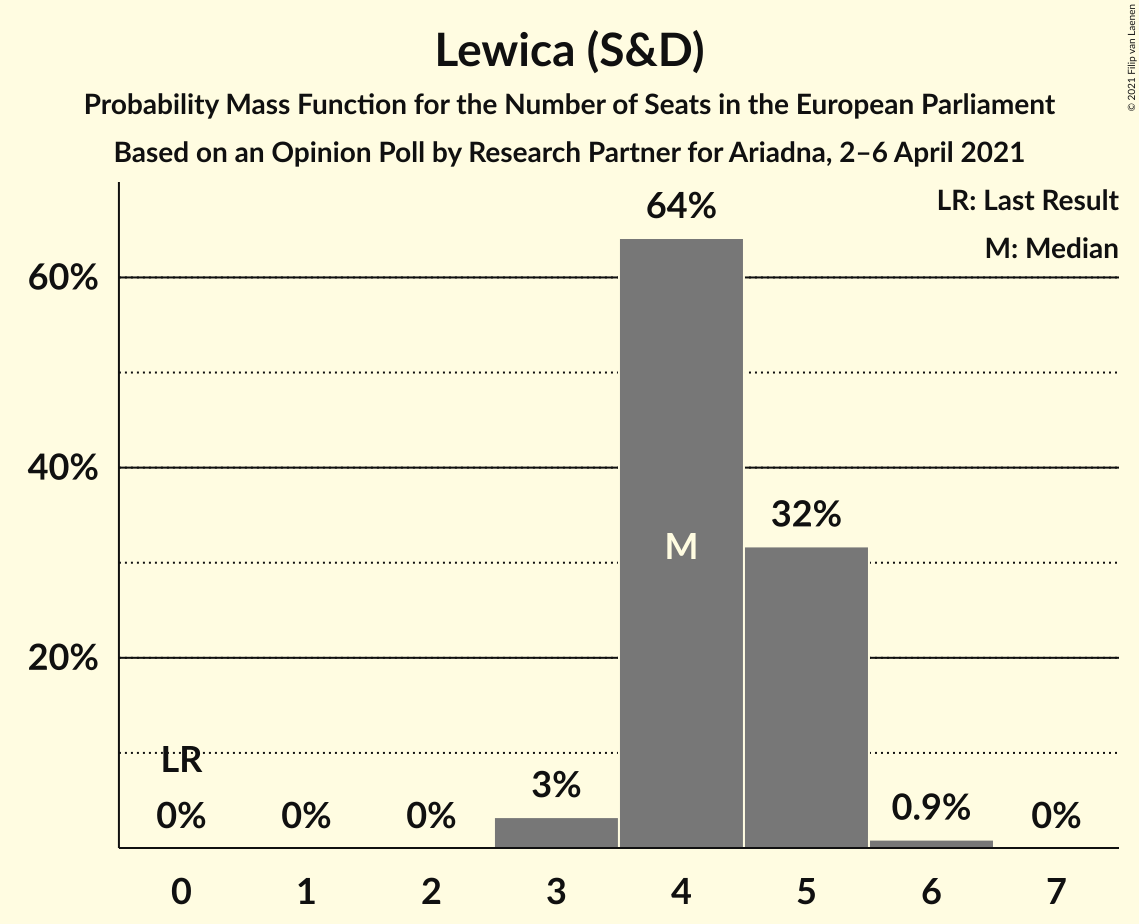 Lewica (S&D)
Probability Mass Function for the Number of Seats in the European Parliament
Based on an Opinion Poll by Research Partner for Ariadna, 2–6 April 2021
© 2021 Filip van Laenen
LR: Last Result
M: Median
64%
60%
40%
32%
M
20%
LR
0%
0%
0%
3%
0.9%
0%
0 1 2 3 4 5 6 7